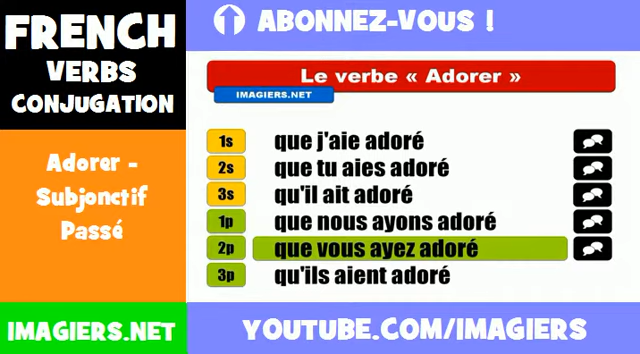 FRENCH
VERBS
CONJUGATION
Adorer -
Subjonctif
Passé
IMAGIERS.NET
ABONNEZ-VOUS !
Le verbe « Adorer »
IMAGIERS.NET
1s que j'aie adoré
2s que tu aies adoré
3s qu'il ait adoré
1p que nous ayons adoré
2p que vous ayez adoré
3p qu'ils aient adoré
YOUTUBE.COM/IMAGIERS